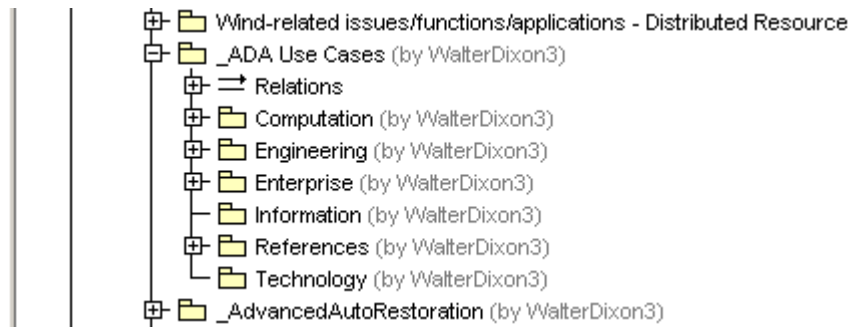 Wind-related issues/functions/applications - Distributed Resource
_ADA Use Cases (by WalterDixon3)
Relations
Computation (by WalterDixon3)
Engineering (by WalterDixon3)
Enterprise (by WalterDixon3)
Information (by WalterDixon3)
References (by WalterDixon3)
Technology (by WalterDixon3)
_AdvancedAutoRestoration (by WalterDixon3)